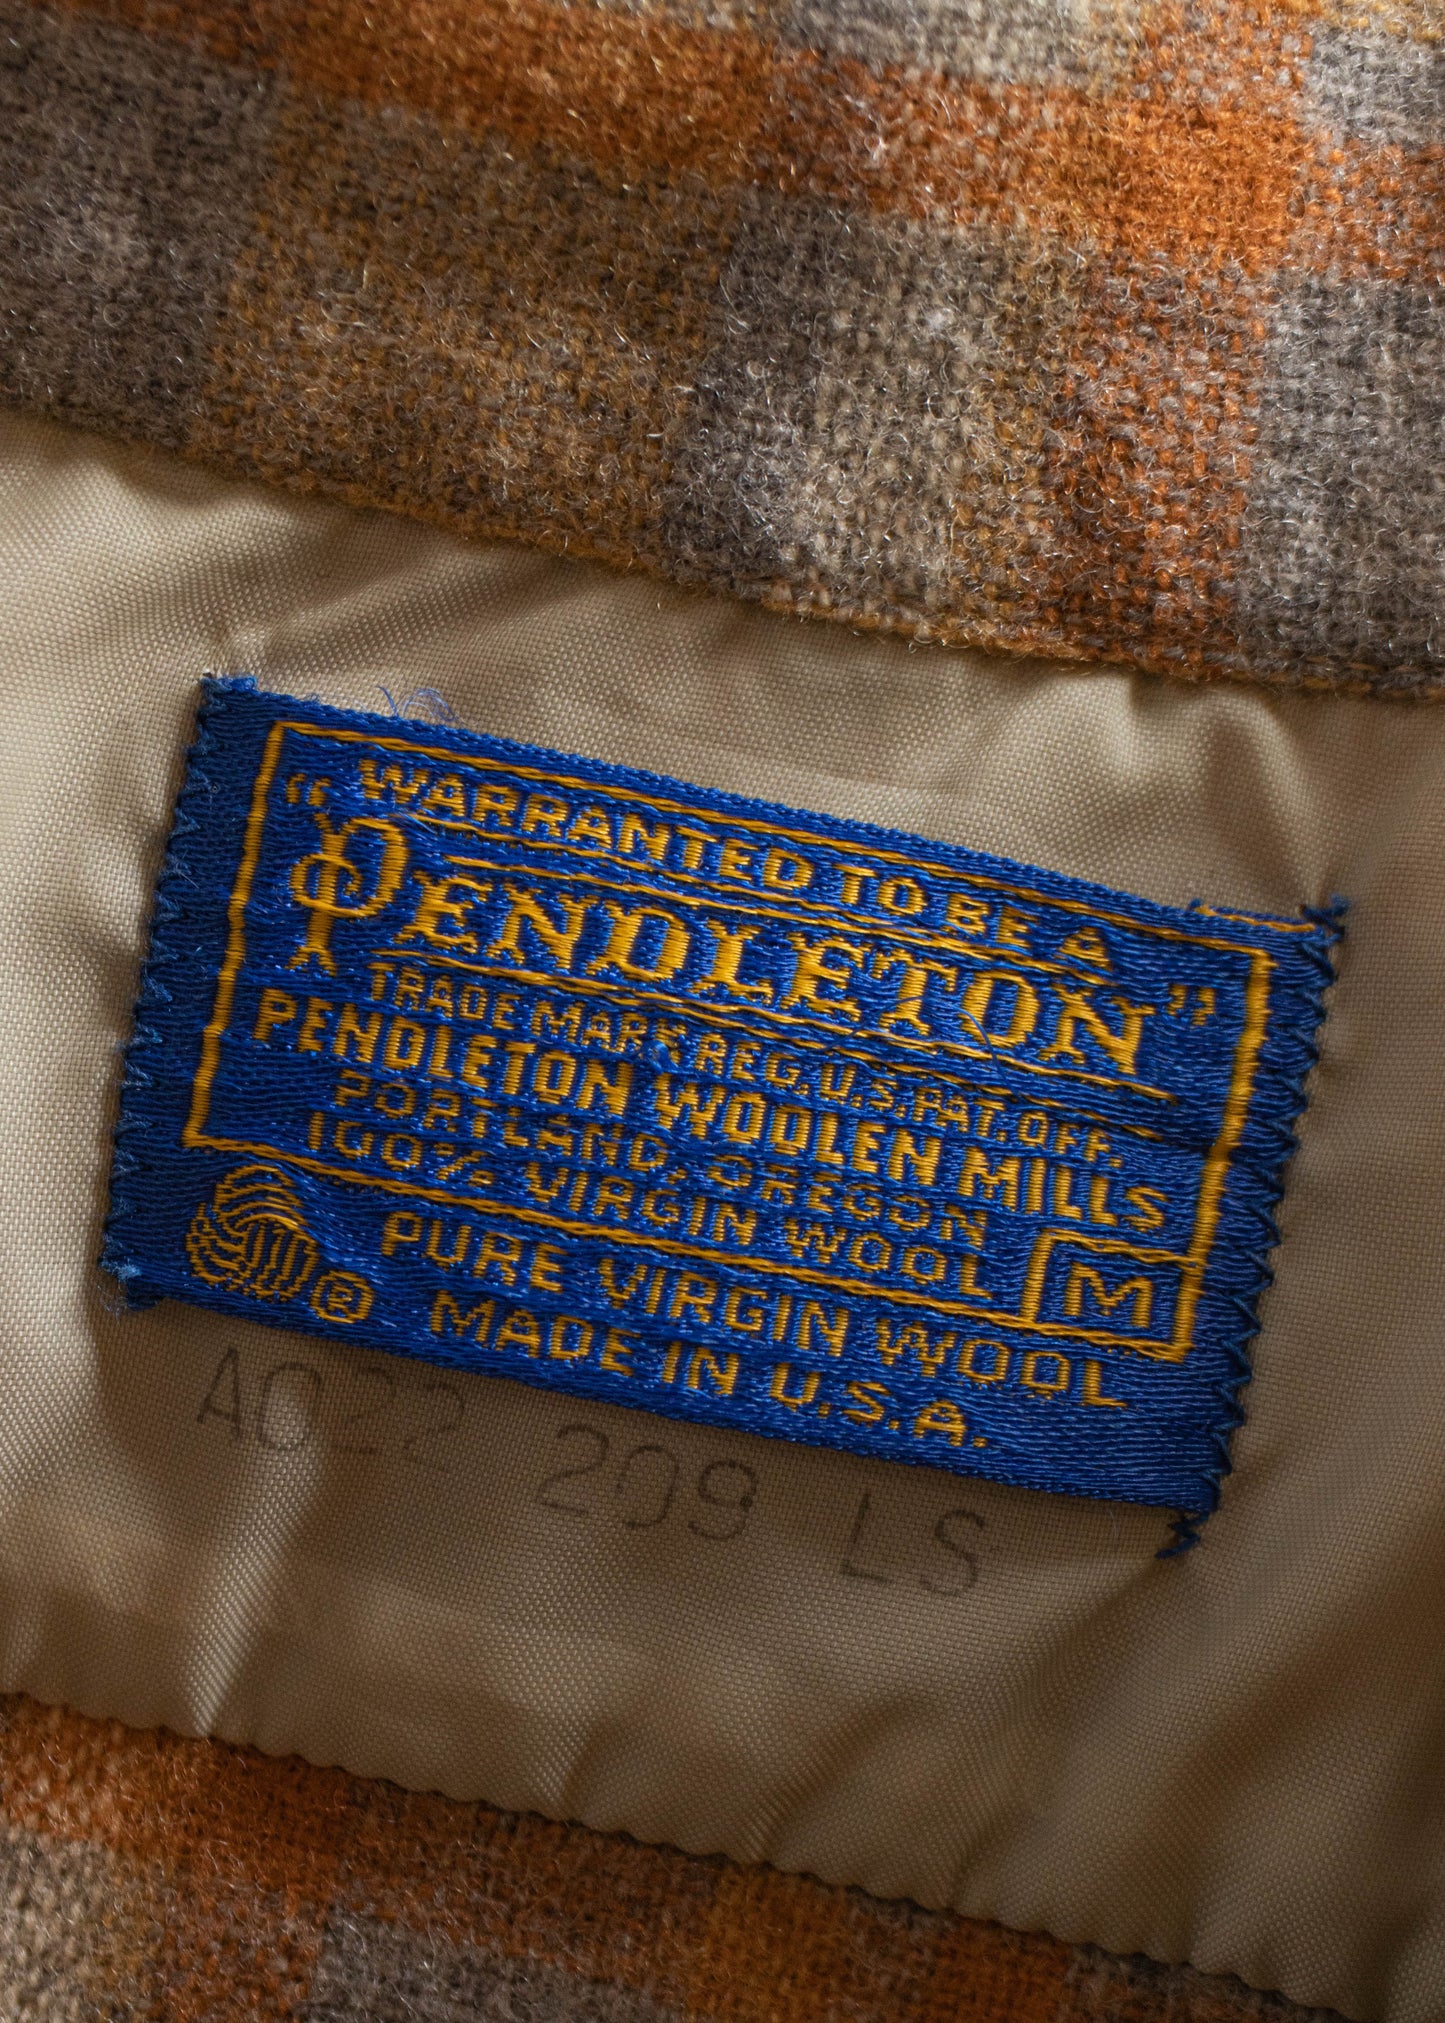 "WARRANTED TO BE A
PENDLETON"
TRADE MARK REG. U.S. PAT. OFF.
PENDLETON WOOLEN MILLS
PORTLAND, OREGON
100% VIRGIN WOOL
M
® PURE VIRGIN WOOL
MADE IN U.S.A.
AO22 209 LS